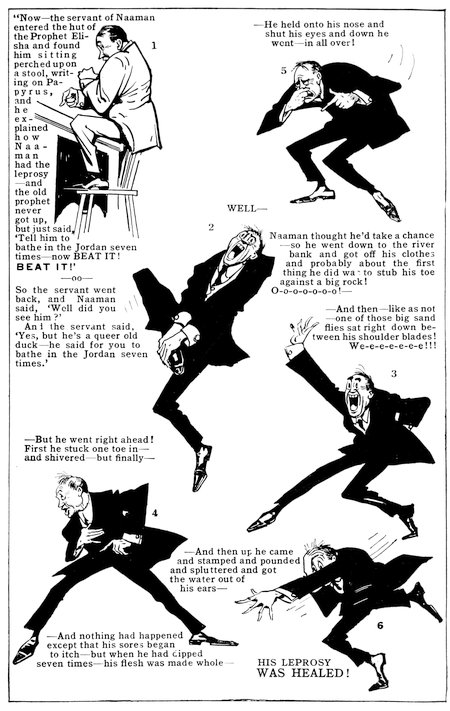 "Now—the servant of Naaman
entered the hut of
the Prophet Eli-
sha and found
him sitting
perched upon
a stool, writ-
ing on Pa-
pyrus,
and
he
ex-
plained
how
Naa-
man
had the
leprosy
—and
the old
prophet
never
got up,
but just said,
'Tell him to
bathe in the Jordan seven
times—now BEAT IT!
BEAT IT!'
—oo—
So the servant went
back, and Naaman
said, 'Well did you
see him?'
And the servant said,
'Yes, but he's a queer old
duck—he said for you to
bathe in the Jordan seven
times.'
1
WELL—
2
Naaman thought he'd take a chance
—so he went down to the river
bank and got off his clothes
and probably about the first
thing he did was to stub his toe
against a big rock!
O-o-o-o-o-o-o!—
—And then—like as not
—one of those big sand
flies sat right down be-
tween his shoulder blades!
We-e-e-e-e-e-e!!!
3
—But he went right ahead!
First he stuck one toe in—
and shivered—but finally—
4
—He held onto his nose and
shut his eyes and down he
went—in all over!
5
—And then up he came
and stamped and pounded
and spluttered and got
the water out of
his ears—
6
—And nothing had happened
except that his sores began
to itch—but when he had dipped
seven times—his flesh was made whole—
HIS LEPROSY
WAS HEALED!